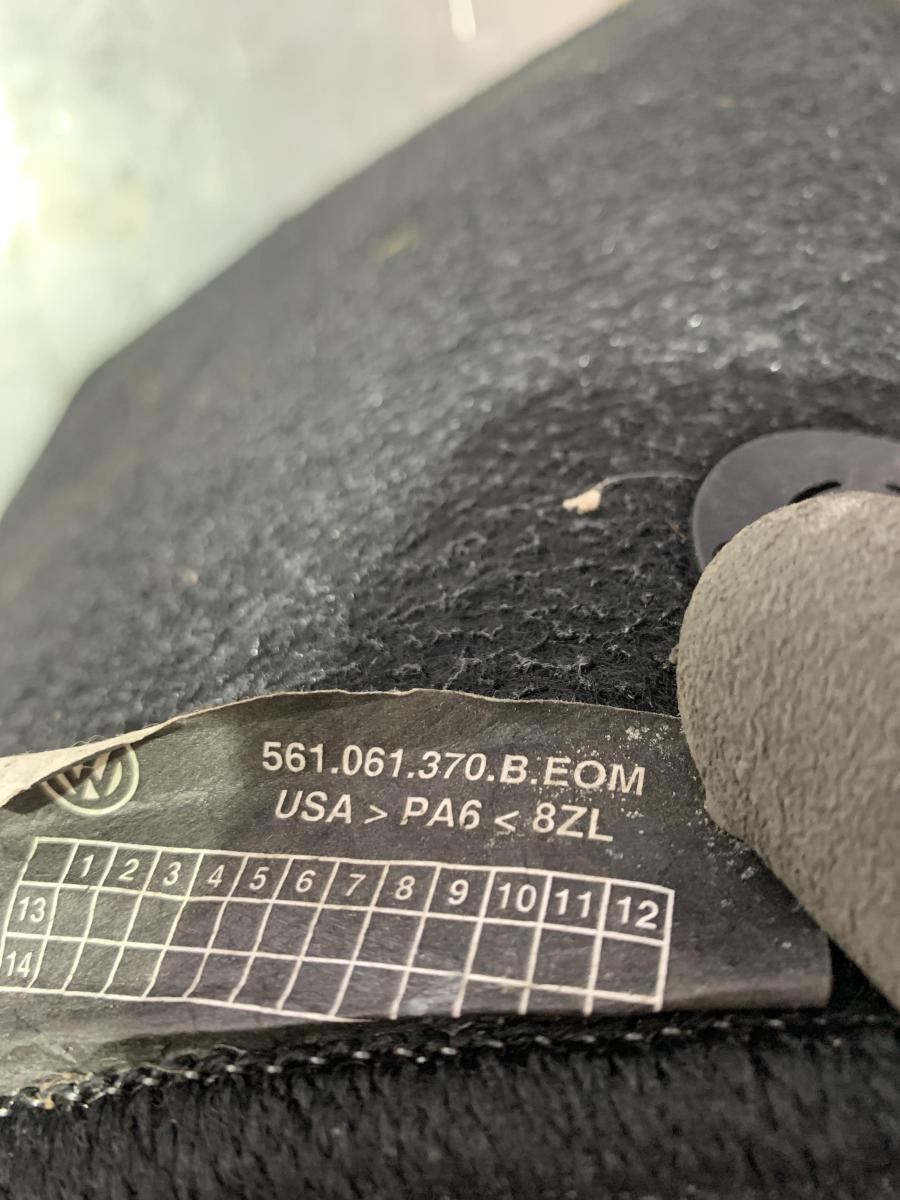 561.061.370.B.EOM
USA > PA6 < 8ZL
1 2 3 4 5 6 7 8 9 10 11 12
13
14